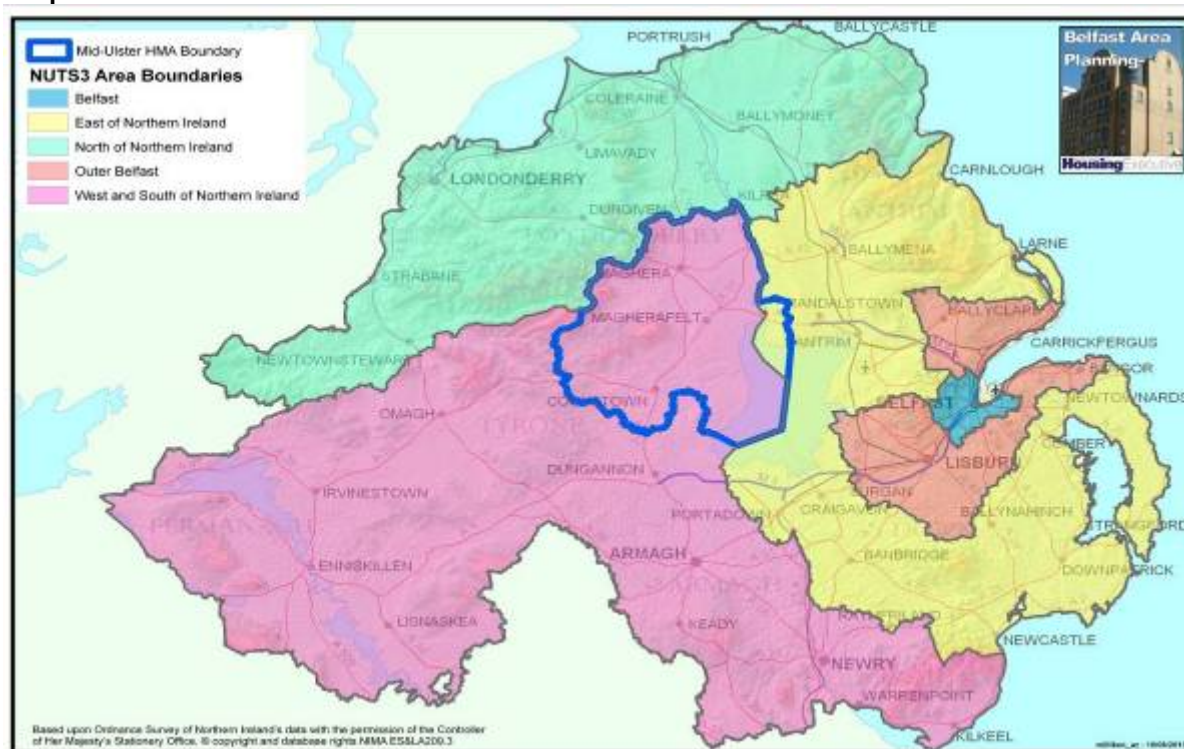 Mid-Ulster HMA Boundary
NUTS3 Area Boundaries
Belfast
East of Northern Ireland
North of Northern Ireland
Outer Belfast
West and South of Northern Ireland
Belfast Area
Planning
Housing Executive
PORTRUSH
BALLYCASTLE
COLERAINE
BALLYMONEY
LIMAVADY
LONDONDERRY
CARNLOUGH
DUNGIVEN
BALLYMENA
LARNE
STRABANE
MAGHERA
MAGHERAFELT
BALLYCLARE
ANTRIM
CARRICKFERGUS
NEWTOWNSTEWART
NEWTOWNARDS
BELFAST
OMAGH
TYRONE
LISBURN
DUNGANNON
IRVINESTOWN
CRAIGAVON
BALLYNAHINCH
PORTADOWN
ARMAGH
BANBRIDGE
DOWNPATRICK
ENNISKILLEN
LISNASKEA
KEADY
NEWCASTLE
NEWRY
WARRENPOINT
KILKEEL
Based upon Ordnance Survey of Northern Ireland's data with the permission of the Controller
of Her Majesty's Stationery Office, © copyright and database rights